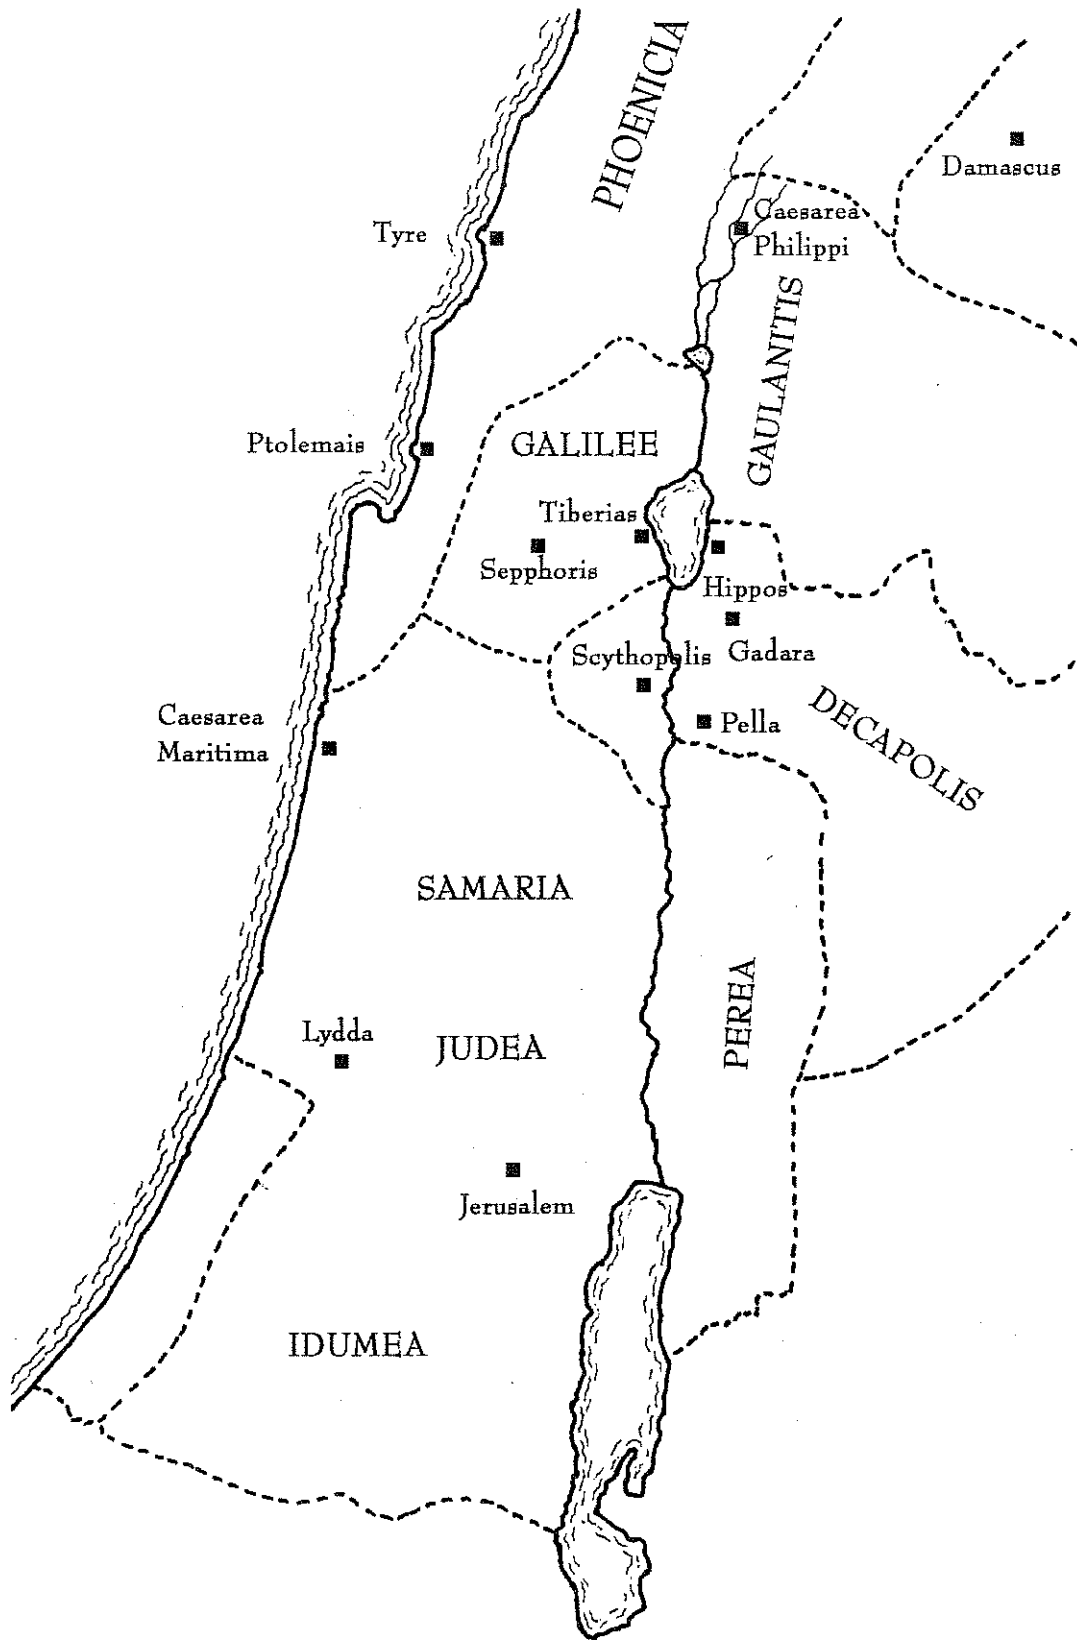 PHOENICIA
Damascus
Caesarea
Philippi
Tyre
GAULANITIS
Ptolemais
GALILEE
Tiberias
Sepphoris
Hippos
Scythopolis
Gadara
DECAPOLIS
Caesarea
Maritima
Pella
SAMARIA
PEREA
Lydda
JUDEA
Jerusalem
IDUMEA